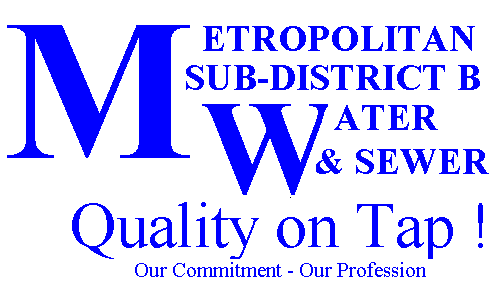 METROPOLITAN
SUB-DISTRICT B
WATER
& SEWER
Quality on Tap !
Our Commitment - Our Profession